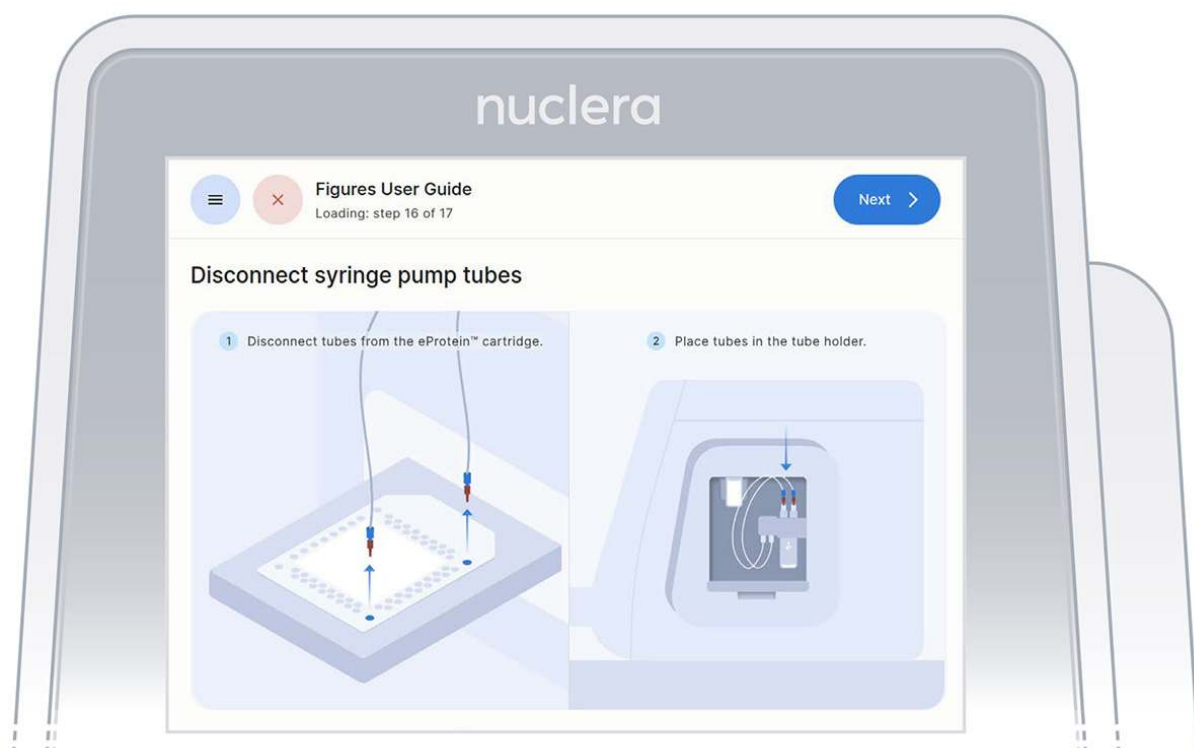 nuclera
Figures User Guide
Loading: step 16 of 17
Next
Disconnect syringe pump tubes
1 Disconnect tubes from the eProtein™ cartridge.
2 Place tubes in the tube holder.